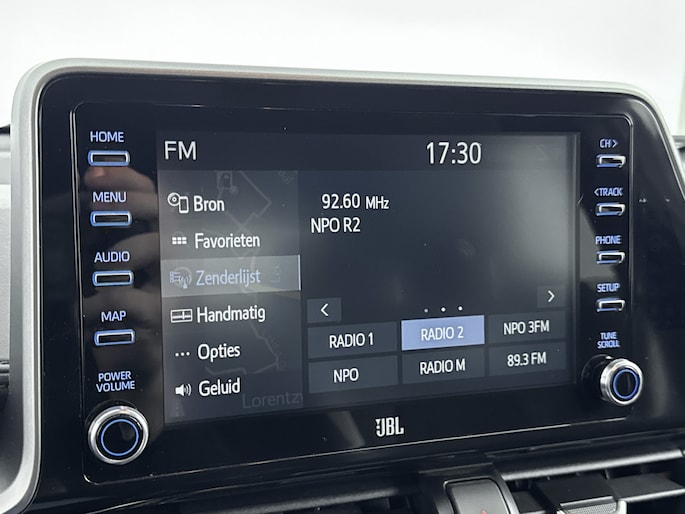 HOME
MENU
AUDIO
MAP
POWER
VOLUME
FM
17:30
Bron
Favorieten
Zenderlijst
Handmatig
Opties
Geluid
92.60 MHz
NPO R2
RADIO 1
RADIO 2
NPO 3FM
NPO
RADIO M
89.3 FM
CH >
< TRACK
PHONE
SETUP
TUNE
SCROLL
JBL